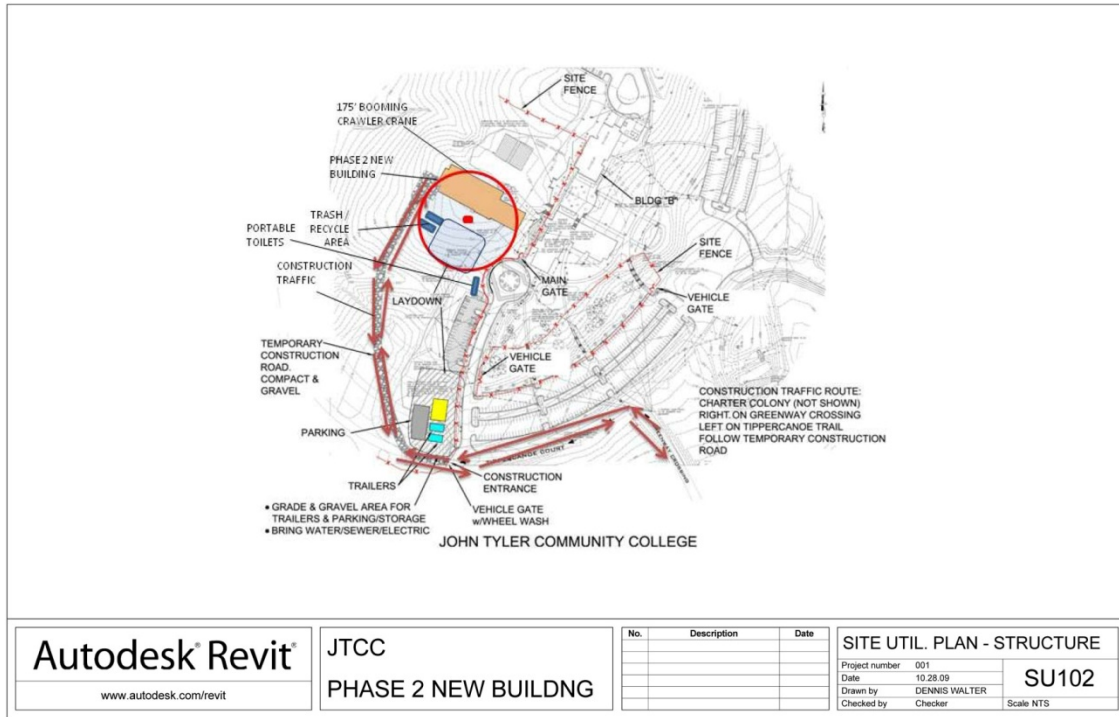 SITE
FENCE
175' BOOMING
CRAWLER CRANE
PHASE 2 NEW
BUILDING
BLDG "B"
TRASH /
RECYCLE
AREA
PORTABLE
TOILETS
SITE
FENCE
CONSTRUCTION
TRAFFIC
MAIN
GATE
LAYDOWN
VEHICLE
GATE
TEMPORARY
CONSTRUCTION
ROAD.
COMPACT &
GRAVEL
VEHICLE
GATE
CONSTRUCTION TRAFFIC ROUTE:
CHARTER COLONY (NOT SHOWN)
RIGHT ON GREENWAY CROSSING
LEFT ON TIPPERCANOE TRAIL
FOLLOW TEMPORARY CONSTRUCTION
ROAD
PARKING
COURT
CROSSING
TRAILERS
CONSTRUCTION
ENTRANCE
▪ GRADE & GRAVEL AREA FOR
TRAILERS & PARKING/STORAGE
▪ BRING WATER/SEWER/ELECTRIC
VEHICLE GATE
w/WHEEL WASH
JOHN TYLER COMMUNITY COLLEGE
Autodesk® Revit®
www.autodesk.com/revit
JTCC
PHASE 2 NEW BUILDNG
No. Description Date
SITE UTIL. PLAN - STRUCTURE
Project number 001
Date 10.28.09
Drawn by DENNIS WALTER
Checked by Checker
SU102
Scale NTS